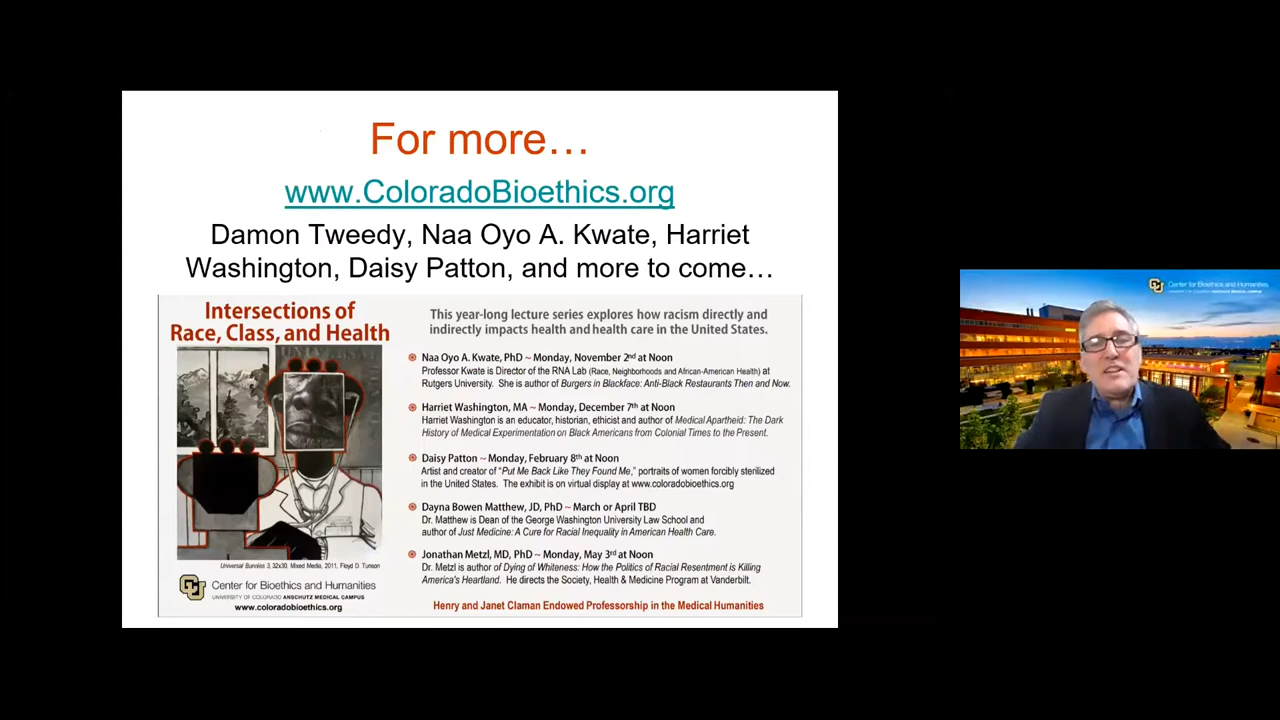 For more…
www.ColoradoBioethics.org
Damon Tweedy, Naa Oyo A. Kwate, Harriet
Washington, Daisy Patton, and more to come…
Intersections of
Race, Class, and Health
Universal Bundles 3, 32x30, Mixed Media, 2011, Floyd D. Tunson
Center for Bioethics and Humanities
UNIVERSITY OF COLORADO ANSCHUTZ MEDICAL CAMPUS
www.coloradobioethics.org
This year-long lecture series explores how racism directly and
indirectly impacts health and health care in the United States.
Naa Oyo A. Kwate, PhD ~ Monday, November 2nd at Noon
Professor Kwate is Director of the RNA Lab (Race, Neighborhoods and African-American Health) at
Rutgers University. She is author of Burgers in Blackface: Anti-Black Restaurants Then and Now.
Harriet Washington, MA ~ Monday, December 7th at Noon
Harriet Washington is an educator, historian, ethicist and author of Medical Apartheid: The Dark
History of Medical Experimentation on Black Americans from Colonial Times to the Present.
Daisy Patton ~ Monday, February 8th at Noon
Artist and creator of "Put Me Back Like They Found Me," portraits of women forcibly sterilized
in the United States. The exhibit is on virtual display at www.coloradobioethics.org
Dayna Bowen Matthew, JD, PhD ~ March or April TBD
Dr. Matthew is Dean of the George Washington University Law School and
author of Just Medicine: A Cure for Racial Inequality in American Health Care.
Jonathan Metzl, MD, PhD ~ Monday, May 3rd at Noon
Dr. Metzl is author of Dying of Whiteness: How the Politics of Racial Resentment is Killing
America's Heartland. He directs the Society, Health & Medicine Program at Vanderbilt.
Henry and Janet Claman Endowed Professorship in the Medical Humanities
Center for Bioethics and Humanities
UNIVERSITY OF COLORADO ANSCHUTZ MEDICAL CAMPUS